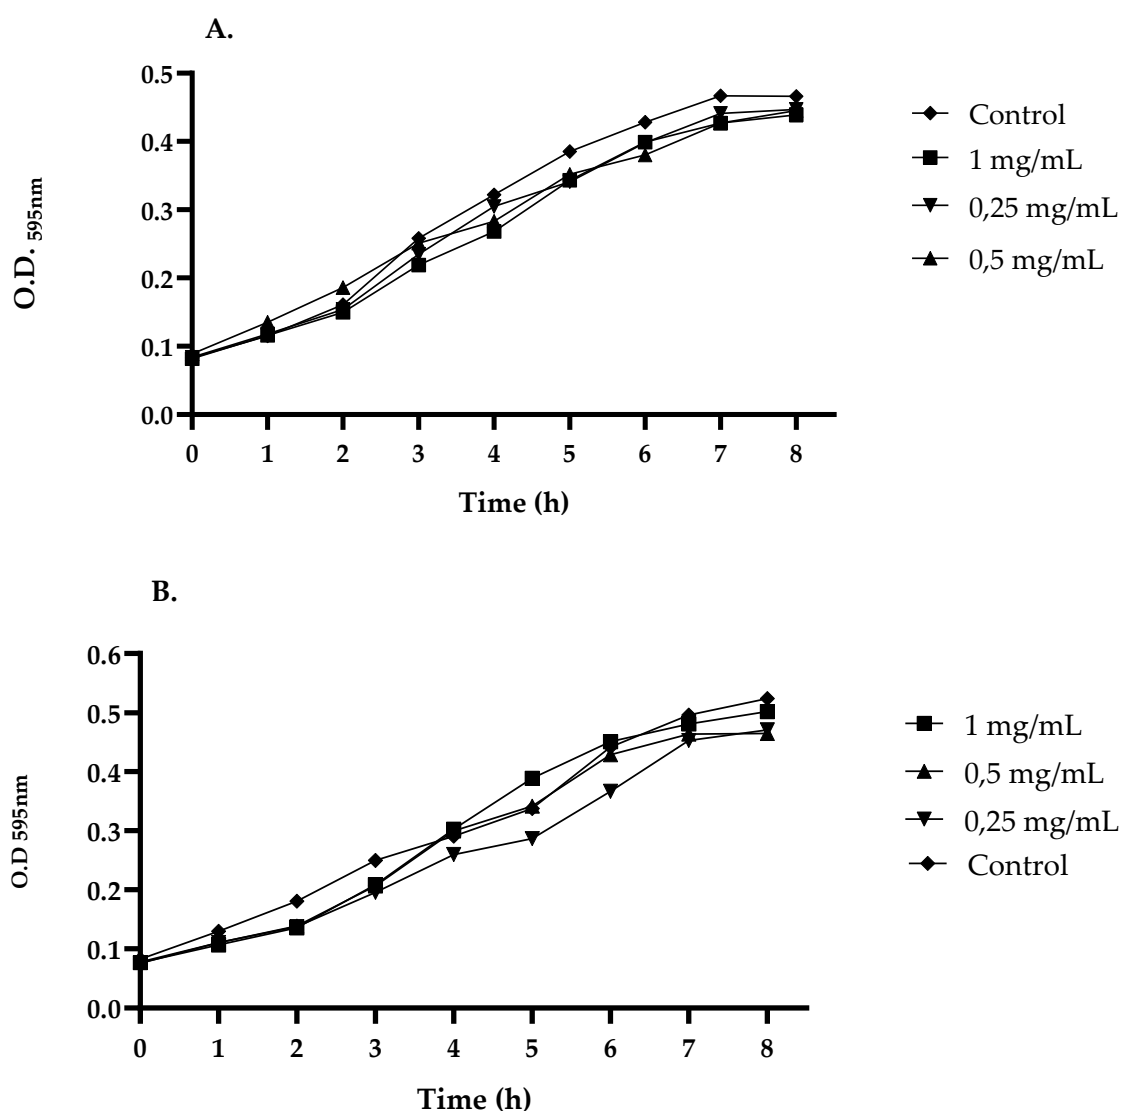 A.
0.5
0.4
0.3
0.2
0.1
0.0
O.D. 595nm
0 1 2 3 4 5 6 7 8
Time (h)
Control
1 mg/mL
0,25 mg/mL
0,5 mg/mL
B.
0.6
0.5
0.4
0.3
0.2
0.1
0.0
O.D 595nm
0 1 2 3 4 5 6 7 8
Time (h)
1 mg/mL
0,5 mg/mL
0,25 mg/mL
Control